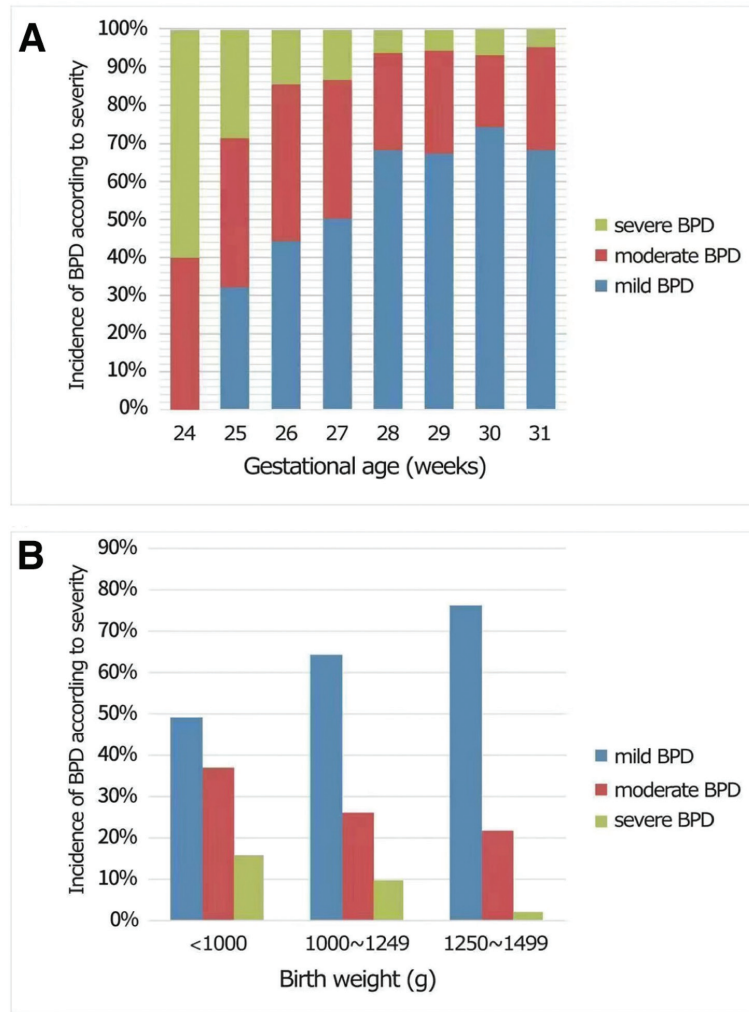 A
Incidence of BPD according to severity
100%
90%
80%
70%
60%
50%
40%
30%
20%
10%
0%
24 25 26 27 28 29 30 31
Gestational age (weeks)
severe BPD
moderate BPD
mild BPD
B
Incidence of BPD according to severity
90%
80%
70%
60%
50%
40%
30%
20%
10%
0%
<1000 1000~1249 1250~1499
Birth weight (g)
mild BPD
moderate BPD
severe BPD